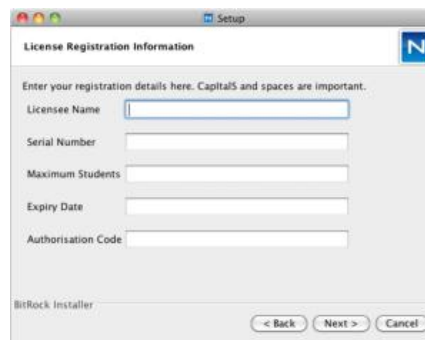 Setup
License Registration Information
N
Enter your registration details here. CapItalS and spaces are important.
Licensee Name
Serial Number
Maximum Students
Expiry Date
Authorisation Code
BitRock Installer
< Back Next > Cancel